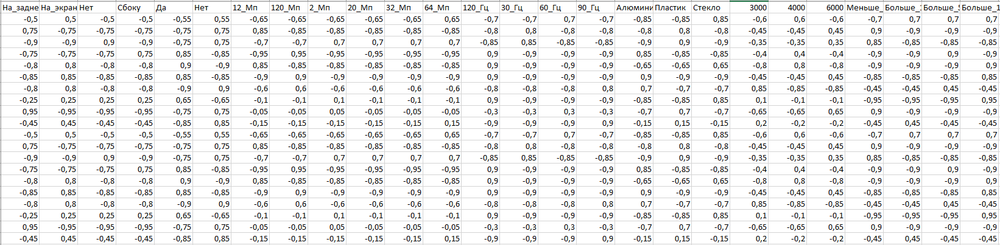 На_задне На_экран Нет Сбоку Да Нет 12_Мп 120_Мп 2_Мп 20_Мп 32_Мп 64_Мп 120_Гц 30_Гц 60_Гц 90_Гц Алюмини Пластик Стекло 3000 4000 6000 Меньше_ Больше_1 Больше_5 Больше_1
-0,5 0,5 -0,5 -0,5 -0,55 0,55 -0,65 -0,65 -0,65 -0,65 -0,65 0,65 -0,7 -0,7 0,7 -0,7 -0,85 -0,85 0,85 -0,6 0,6 -0,6 -0,7 0,7 0,7 0,7
0,75 -0,75 -0,75 -0,75 -0,75 0,75 0,85 -0,85 -0,85 -0,85 -0,85 -0,85 -0,8 0,8 -0,8 -0,8 -0,8 0,8 -0,8 -0,45 -0,45 0,45 0,9 -0,9 -0,9 -0,9
-0,9 -0,9 0,9 -0,9 -0,75 0,75 -0,7 -0,7 0,7 0,7 0,7 0,7 -0,85 0,85 -0,85 -0,85 -0,9 0,9 -0,9 -0,35 -0,35 0,35 0,85 -0,85 -0,85 -0,85
-0,75 -0,75 -0,75 0,75 0,85 -0,85 -0,95 0,95 -0,95 -0,95 -0,95 -0,95 0,9 -0,9 -0,9 -0,9 0,85 -0,85 -0,85 -0,4 0,4 -0,4 -0,9 -0,9 0,9 -0,9
-0,8 0,8 -0,8 -0,8 0,9 -0,9 0,85 -0,85 -0,85 -0,85 -0,85 -0,85 0,9 -0,9 -0,9 -0,9 -0,65 -0,65 0,65 -0,8 0,8 -0,8 -0,9 -0,9 -0,9 0,9
-0,85 0,85 -0,85 -0,85 0,85 -0,85 -0,9 0,9 -0,9 -0,9 -0,9 -0,9 0,9 -0,9 -0,9 -0,9 0,9 -0,9 -0,9 -0,45 -0,45 0,45 -0,85 -0,85 -0,85 0,85
-0,8 0,8 -0,8 -0,8 -0,9 0,9 -0,6 0,6 -0,6 -0,6 -0,6 -0,6 -0,8 -0,8 -0,8 0,8 0,7 -0,7 -0,7 0,85 -0,85 -0,85 -0,45 -0,45 0,45 -0,45
-0,25 0,25 0,25 0,25 0,65 -0,65 -0,1 -0,1 0,1 -0,1 -0,1 -0,1 0,9 -0,9 -0,9 -0,9 -0,85 -0,85 0,85 0,1 -0,1 -0,1 -0,95 -0,95 -0,95 0,95
0,95 -0,95 -0,95 -0,95 -0,75 0,75 -0,05 -0,05 0,05 -0,05 -0,05 -0,05 -0,3 -0,3 0,3 -0,3 -0,7 0,7 -0,7 -0,65 -0,65 0,65 0,9 -0,9 -0,9 -0,9
-0,45 0,45 -0,45 -0,45 -0,85 0,85 -0,15 -0,15 -0,15 -0,15 -0,15 0,15 -0,9 -0,9 -0,9 0,9 -0,15 0,15 -0,15 0,2 -0,2 -0,2 -0,45 0,45 -0,45 -0,45
-0,5 0,5 -0,5 -0,5 -0,55 0,55 -0,65 -0,65 -0,65 -0,65 -0,65 0,65 -0,7 -0,7 0,7 -0,7 -0,85 -0,85 0,85 -0,6 0,6 -0,6 -0,7 0,7 0,7 0,7
0,75 -0,75 -0,75 -0,75 -0,75 0,75 0,85 -0,85 -0,85 -0,85 -0,85 -0,85 -0,8 0,8 -0,8 -0,8 -0,8 0,8 -0,8 -0,45 -0,45 0,45 0,9 -0,9 -0,9 -0,9
-0,9 -0,9 0,9 -0,9 -0,75 0,75 -0,7 -0,7 0,7 0,7 0,7 0,7 -0,85 0,85 -0,85 -0,85 -0,9 0,9 -0,9 -0,35 -0,35 0,35 0,85 -0,85 -0,85 -0,85
-0,75 -0,75 -0,75 0,75 0,85 -0,85 -0,95 0,95 -0,95 -0,95 -0,95 -0,95 0,9 -0,9 -0,9 -0,9 0,85 -0,85 -0,85 -0,4 0,4 -0,4 -0,9 -0,9 0,9 -0,9
-0,8 0,8 -0,8 -0,8 0,9 -0,9 0,85 -0,85 -0,85 -0,85 -0,85 -0,85 0,9 -0,9 -0,9 -0,9 -0,65 -0,65 0,65 -0,8 0,8 -0,8 -0,9 -0,9 -0,9 0,9
-0,85 0,85 -0,85 -0,85 0,85 -0,85 -0,9 0,9 -0,9 -0,9 -0,9 -0,9 0,9 -0,9 -0,9 -0,9 0,9 -0,9 -0,9 -0,45 -0,45 0,45 -0,85 -0,85 -0,85 0,85
-0,8 0,8 -0,8 -0,8 -0,9 0,9 -0,6 0,6 -0,6 -0,6 -0,6 -0,6 -0,8 -0,8 -0,8 0,8 0,7 -0,7 -0,7 0,85 -0,85 -0,85 -0,45 -0,45 0,45 -0,45
-0,25 0,25 0,25 0,25 0,65 -0,65 -0,1 -0,1 0,1 -0,1 -0,1 -0,1 0,9 -0,9 -0,9 -0,9 -0,85 -0,85 0,85 0,1 -0,1 -0,1 -0,95 -0,95 -0,95 0,95
0,95 -0,95 -0,95 -0,95 -0,75 0,75 -0,05 -0,05 0,05 -0,05 -0,05 -0,05 -0,3 -0,3 0,3 -0,3 -0,7 0,7 -0,7 -0,65 -0,65 0,65 0,9 -0,9 -0,9 -0,9
-0,45 0,45 -0,45 -0,45 -0,85 0,85 -0,15 -0,15 -0,15 -0,15 -0,15 0,15 -0,9 -0,9 -0,9 0,9 -0,15 0,15 -0,15 0,2 -0,2 -0,2 -0,45 0,45 -0,45 -0,45